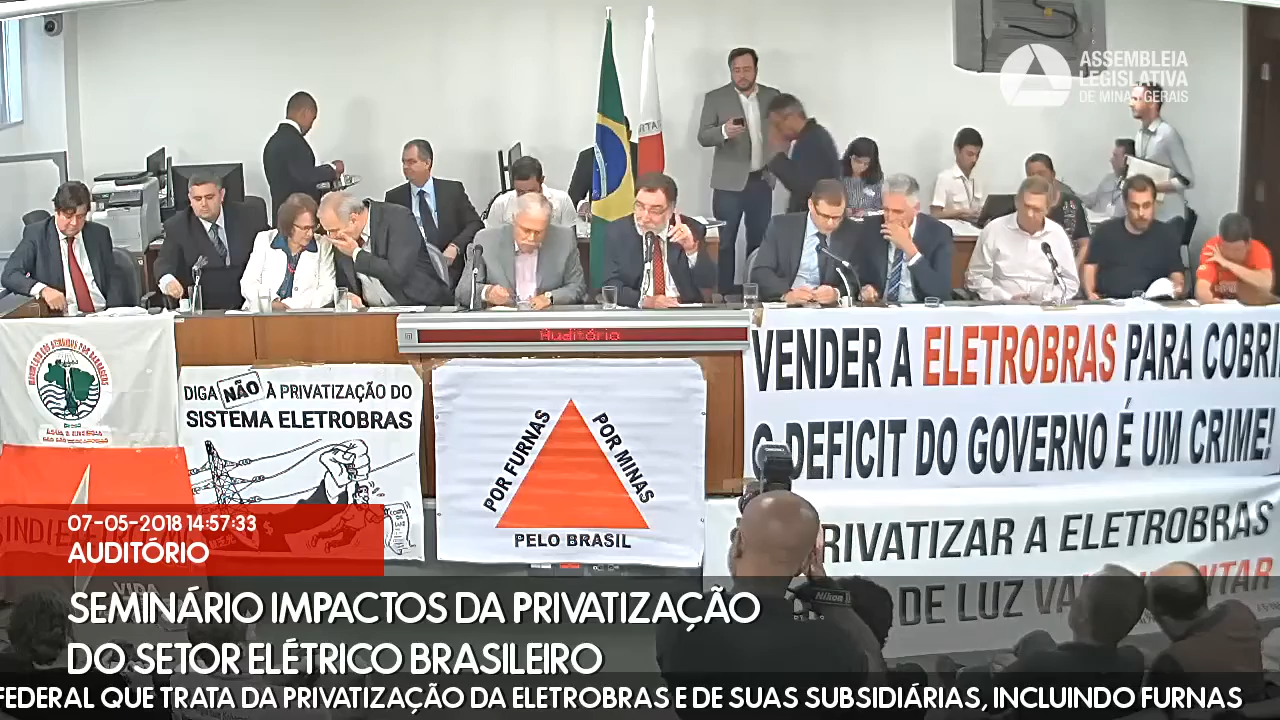 ASSEMBLEIA
LEGISLATIVA
DE MINAS GERAIS
Auditório
VENDER A ELETROBRAS PARA COBRI
O DEFICIT DO GOVERNO É UM CRIME!
DIGA NÃO À PRIVATIZAÇÃO DO
SISTEMA ELETROBRAS
POR FURNAS
POR MINAS
PELO BRASIL
RIVATIZAR A ELETROBRAS
DE LUZ VA
Nikon
07-05-2018 14:57:33
AUDITÓRIO
SEMINÁRIO IMPACTOS DA PRIVATIZAÇÃO
DO SETOR ELÉTRICO BRASILEIRO
FEDERAL QUE TRATA DA PRIVATIZAÇÃO DA ELETROBRAS E DE SUAS SUBSIDIÁRIAS, INCLUINDO FURNAS